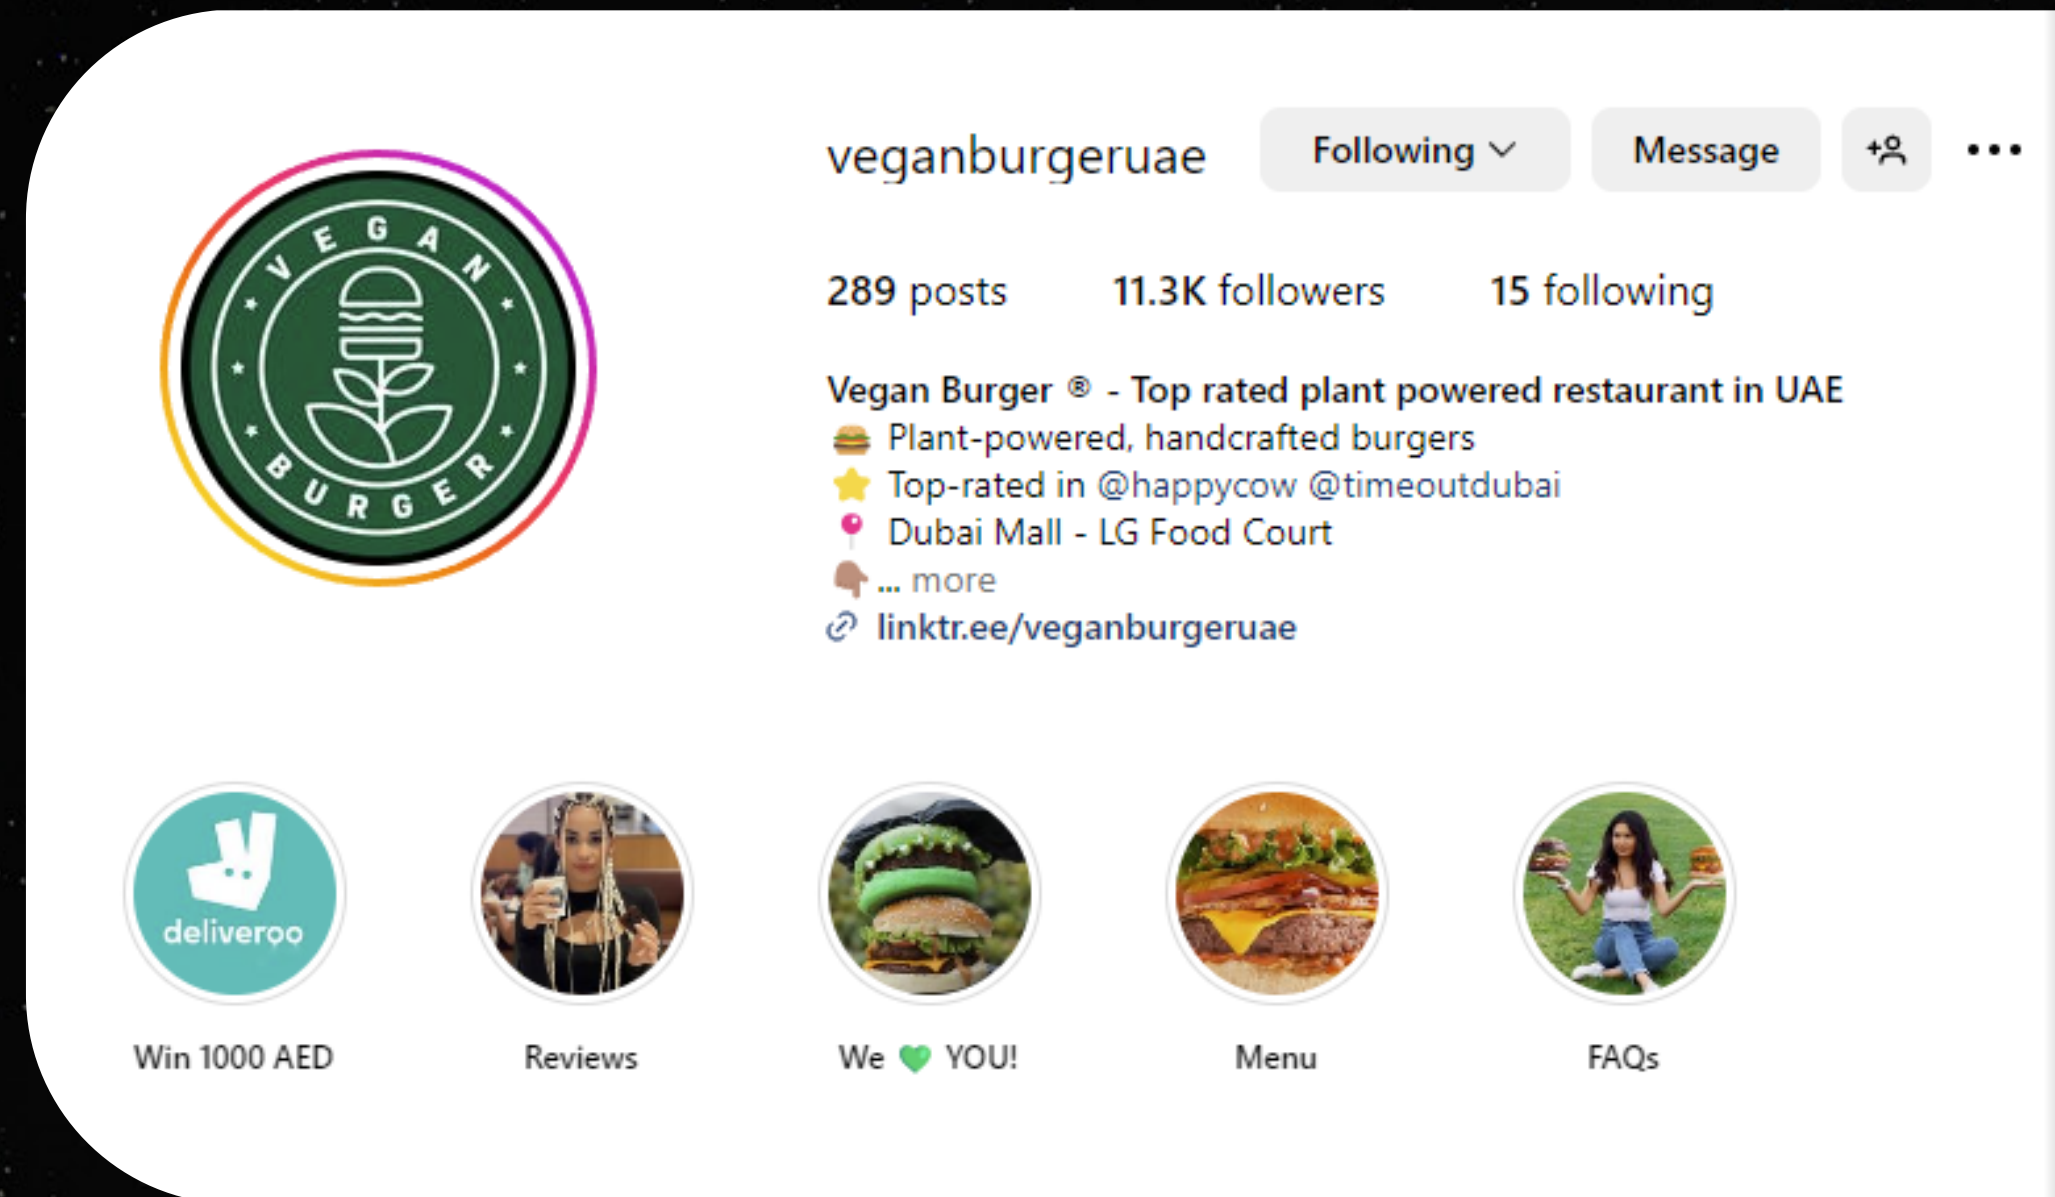 VEGAN
BURGER
veganburgeruae
Following
Message
289 posts
11.3K followers
15 following
Vegan Burger ® - Top rated plant powered restaurant in UAE
🍔 Plant-powered, handcrafted burgers
⭐ Top-rated in @happycow @timeoutdubai
📍 Dubai Mall - LG Food Court
👇🏽... more
linktr.ee/veganburgeruae
deliveroo
Win 1000 AED
Reviews
We 💚 YOU!
Menu
FAQs